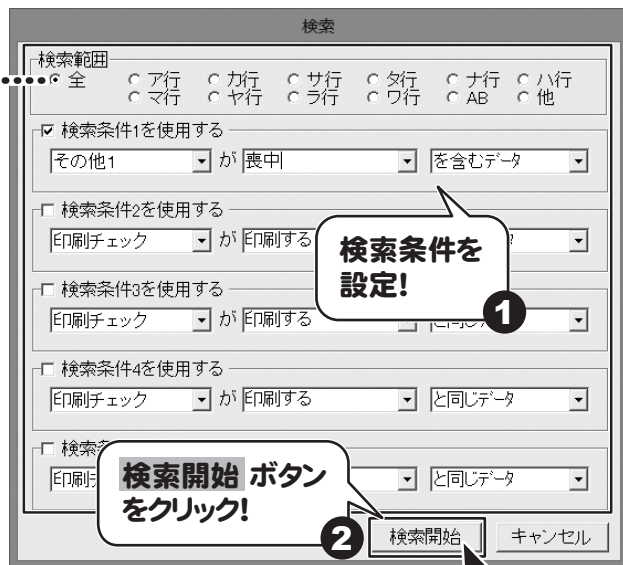 検索
検索範囲
全 ア行 カ行 サ行 タ行 ナ行 ハ行
マ行 ヤ行 ラ行 ワ行 AB 他
検索条件1を使用する
その他1 が 喪中 を含むデータ
検索条件2を使用する
印刷チェック が 印刷する
検索条件を
設定!
1
検索条件3を使用する
印刷チェック が 印刷する
検索条件4を使用する
印刷チェック が 印刷する と同じデータ
検索
印刷 と同じデータ
検索開始 ボタン
をクリック!
2
検索開始 キャンセル